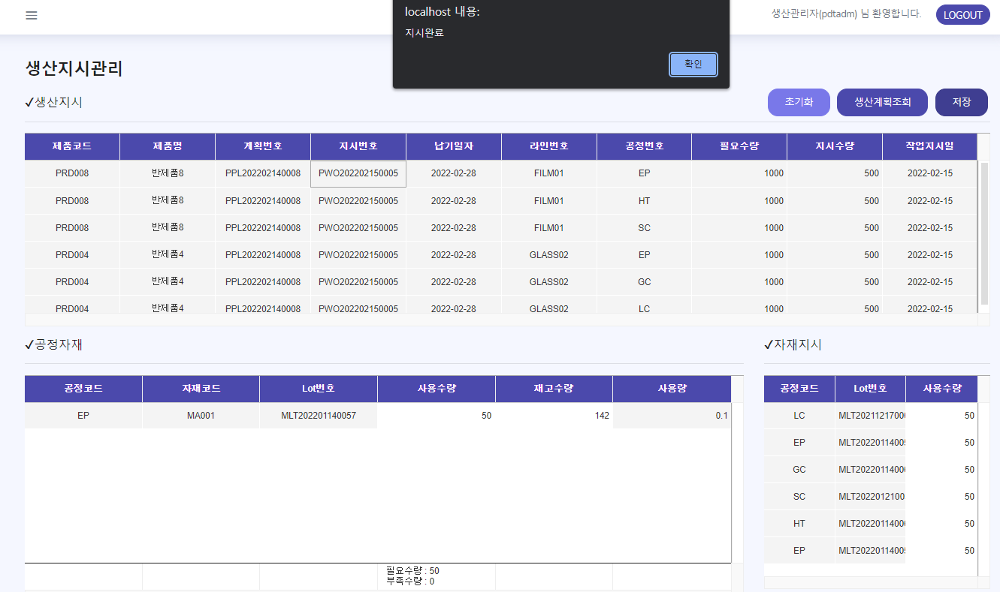 localhost 내용:
지시완료
확인
생산관리자(pdtadm) 님 환영합니다.
LOGOUT
생산지시관리
✓생산지시
초기화 생산계획조회 저장
제품코드 제품명 계획번호 지시번호 납기일자 라인번호 공정번호 필요수량 지시수량 작업지시일
PRD008 반제품8 PPL202202140008 PWO202202150005 2022-02-28 FILM01 EP 1000 500 2022-02-15
PRD008 반제품8 PPL202202140008 PWO202202150005 2022-02-28 FILM01 HT 1000 500 2022-02-15
PRD008 반제품8 PPL202202140008 PWO202202150005 2022-02-28 FILM01 SC 1000 500 2022-02-15
PRD004 반제품4 PPL202202140008 PWO202202150005 2022-02-28 GLASS02 EP 1000 500 2022-02-15
PRD004 반제품4 PPL202202140008 PWO202202150005 2022-02-28 GLASS02 GC 1000 500 2022-02-15
PRD004 반제품4 PPL202202140008 PWO202202150005 2022-02-28 GLASS02 LC 1000 500 2022-02-15
✓공정자재
공정코드 자재코드 Lot번호 사용수량 재고수량 사용량
EP MA001 MLT202201140057 50 142 0.1
필요수량 : 50
부족수량 : 0
✓자재지시
공정코드 Lot번호 사용수량
LC MLT20211217000 50
EP MLT20220114005 50
GC MLT20220114006 50
SC MLT2022012100 50
HT MLT20220114006 50
EP MLT20220114005 50